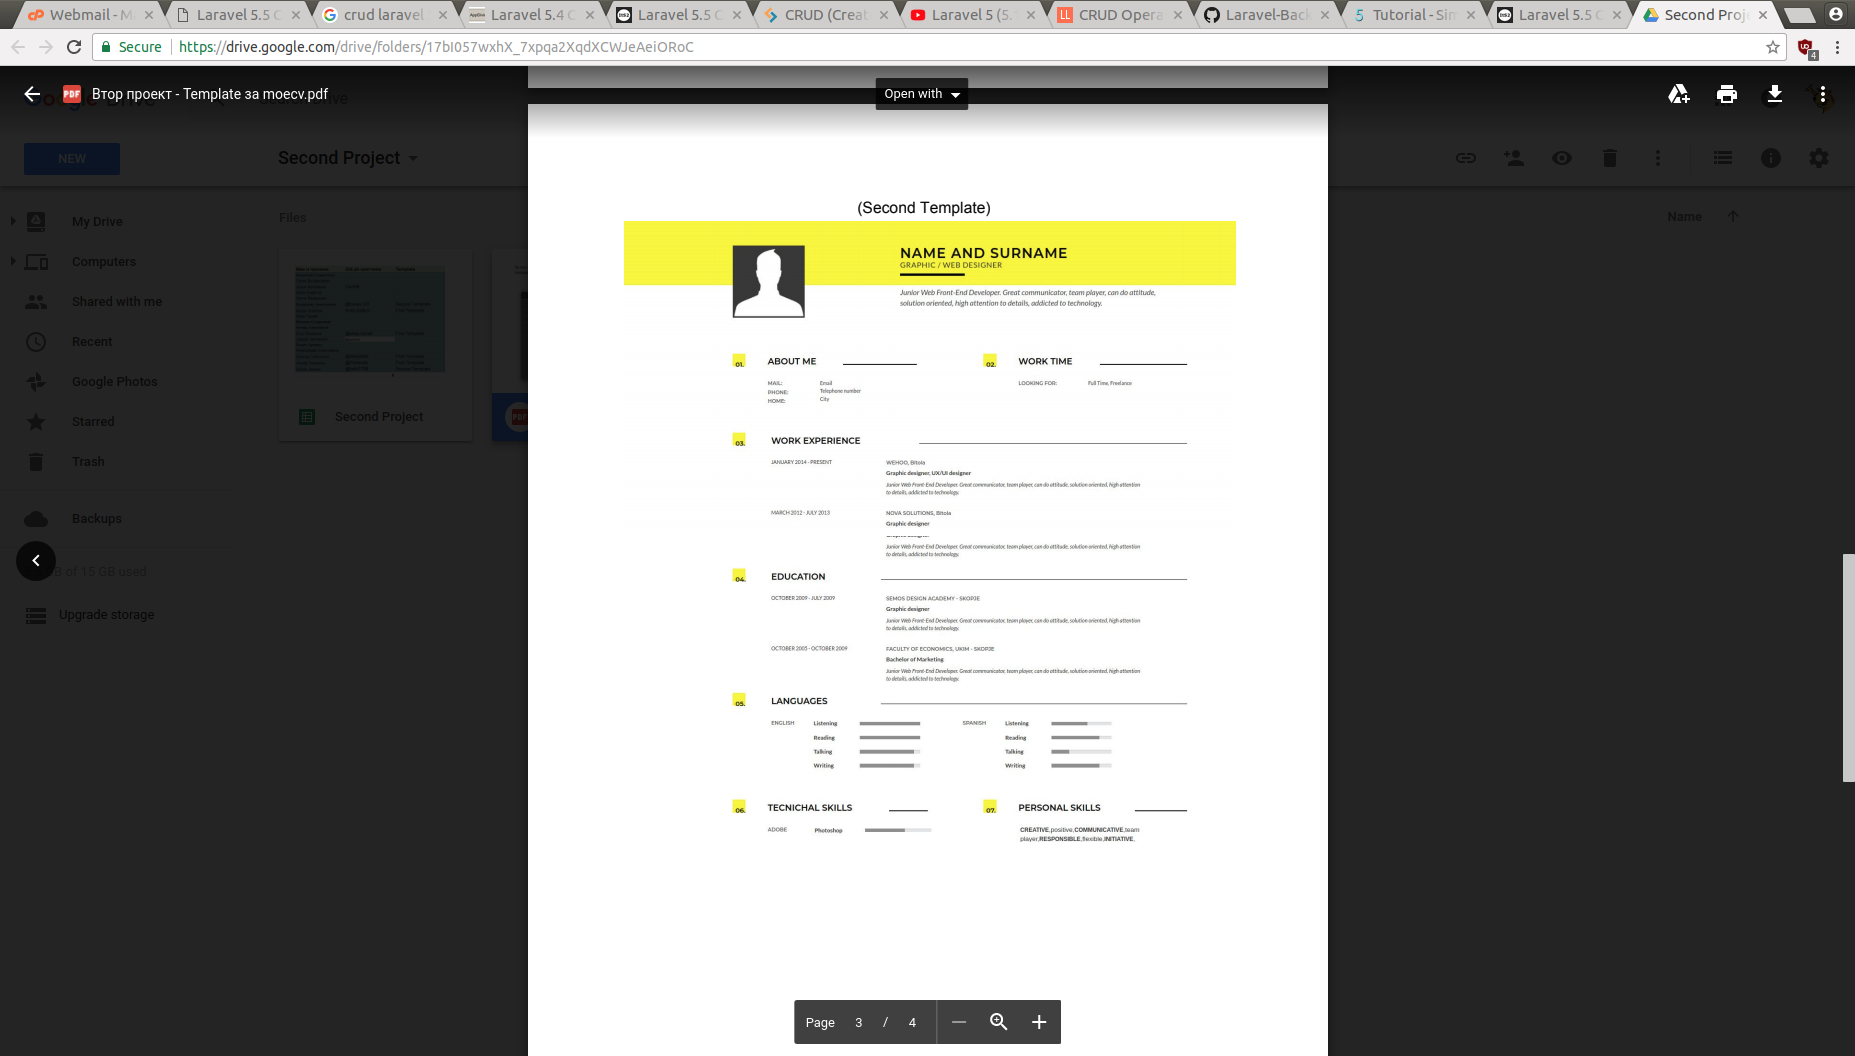 Webmail - M
Laravel 5.5 C
crud laravel
Laravel 5.4 C
Laravel 5.5 C
CRUD (Creat
Laravel 5 (5.
CRUD Opera
Laravel-Back
Tutorial - Sim
Laravel 5.5 C
Second Proj
Secure
https://drive.google.com/drive/folders/17bI057wxhX_7xpqa2XqdXCWJeAeiORoC
4
PDF
Втор проект - Template за moecv.pdf
Open with
NEW
Second Project
My Drive
Computers
Shared with me
Recent
Google Photos
Starred
Trash
Backups
B of 15 GB used
Upgrade storage
Files
Name
Second Project
(Second Template)
NAME AND SURNAME
GRAPHIC / WEB DESIGNER
Junior Web Front-End Developer. Great communicator, team player, can do attitude,
solution oriented, high attention to details, addicted to technology.
01. ABOUT ME
MAIL: Email
PHONE: Telephone number
HOME: City
02. WORK TIME
LOOKING FOR: Full Time, Freelance
03. WORK EXPERIENCE
JANUARY 2014 - PRESENT
WEHOO, Bitola
Graphic designer, UX/UI designer
Junior Web Front-End Developer. Great communicator, team player, can do attitude, solution oriented, high attention
to details, addicted to technology.
MARCH 2012 - JULY 2013
NOVA SOLUTIONS, Bitola
Graphic designer
Junior Web Front-End Developer. Great communicator, team player, can do attitude, solution oriented, high attention
to details, addicted to technology.
04. EDUCATION
OCTOBER 2009 - JULY 2009
SEMOS DESIGN ACADEMY - SKOPJE
Graphic designer
Junior Web Front-End Developer. Great communicator, team player, can do attitude, solution oriented, high attention
to details, addicted to technology.
OCTOBER 2005 - OCTOBER 2009
FACULTY OF ECONOMICS, UKIM - SKOPJE
Bachelor of Marketing
Junior Web Front-End Developer. Great communicator, team player, can do attitude, solution oriented, high attention
to details, addicted to technology.
05. LANGUAGES
ENGLISH
Listening
Reading
Talking
Writing
SPANISH
Listening
Reading
Talking
Writing
06. TECNICHAL SKILLS
ADOBE Photoshop
07. PERSONAL SKILLS
CREATIVE,positive,COMMUNICATIVE,team
player,RESPONSIBLE,flexible,INITIATIVE,
Page 3 / 4